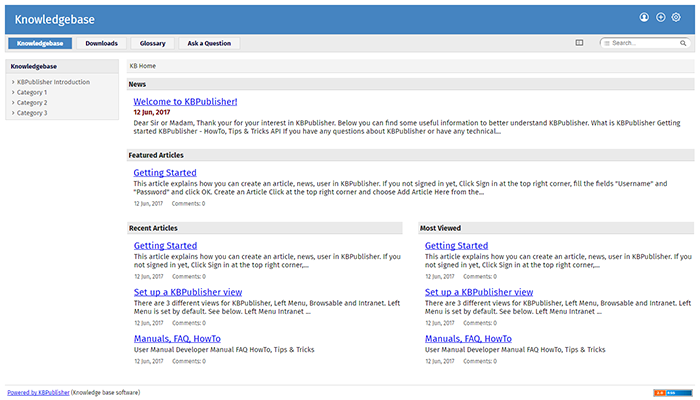 Knowledgebase
Knowledgebase Downloads Glossary Ask a Question Search...
Knowledgebase
KBPublisher Introduction
Category 1
Category 2
Category 3
KB Home
News
Welcome to KBPublisher!
12 Jun, 2017
Dear Sir or Madam, Thank your for your interest in KBPublisher. Below you can find some useful information to better understand KBPublisher. What is KBPublisher Getting
started KBPublisher - HowTo, Tips & Tricks API If you have any questions about KBPublisher or have any technical...
Featured Articles
Getting Started
This article explains how you can create an article, news, user in KBPublisher. If you not signed in yet, Click Sign in at the top right corner, fill the fields "Username" and
"Password" and click OK. Create an Article Click at the top right corner and choose Add Article Here from the...
12 Jun, 2017 Comments: 0
Recent Articles
Getting Started
This article explains how you can create an article, news, user in KBPublisher. If you
not signed in yet, Click Sign in at the top right corner,...
12 Jun, 2017 Comments: 0
Set up a KBPublisher view
There are 3 different views for KBPublisher, Left Menu, Browsable and Intranet. Left
Menu is set by default. See below. Left Menu Intranet ...
12 Jun, 2017 Comments: 0
Manuals, FAQ, HowTo
User Manual Developer Manual FAQ HowTo, Tips & Tricks
12 Jun, 2017 Comments: 0
Most Viewed
Getting Started
This article explains how you can create an article, news, user in KBPublisher. If you
not signed in yet, Click Sign in at the top right corner,...
12 Jun, 2017 Comments: 0
Set up a KBPublisher view
There are 3 different views for KBPublisher, Left Menu, Browsable and Intranet. Left
Menu is set by default. See below. Left Menu Intranet ...
12 Jun, 2017 Comments: 0
Manuals, FAQ, HowTo
User Manual Developer Manual FAQ HowTo, Tips & Tricks
12 Jun, 2017 Comments: 0
Powered by KBPublisher (Knowledge base software)